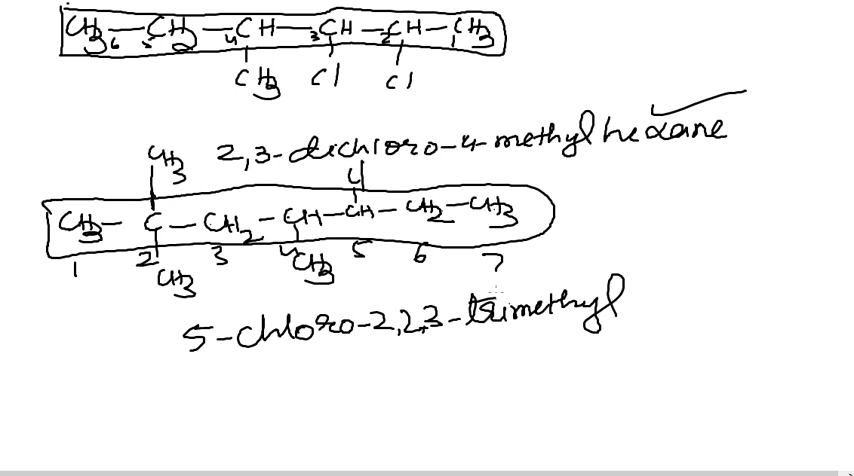 CH3—CH2—CH—CH—CH—CH3
6 5 4 3 2 1
CH3 Cl Cl
2,3-dichloro-4-methylhexane
CH3 Cl
CH3—C—CH2—CH—CH—CH2—CH3
1 2 3 4 5 6 7
CH3 CH3
5-chloro-2,2,3-trimethyl